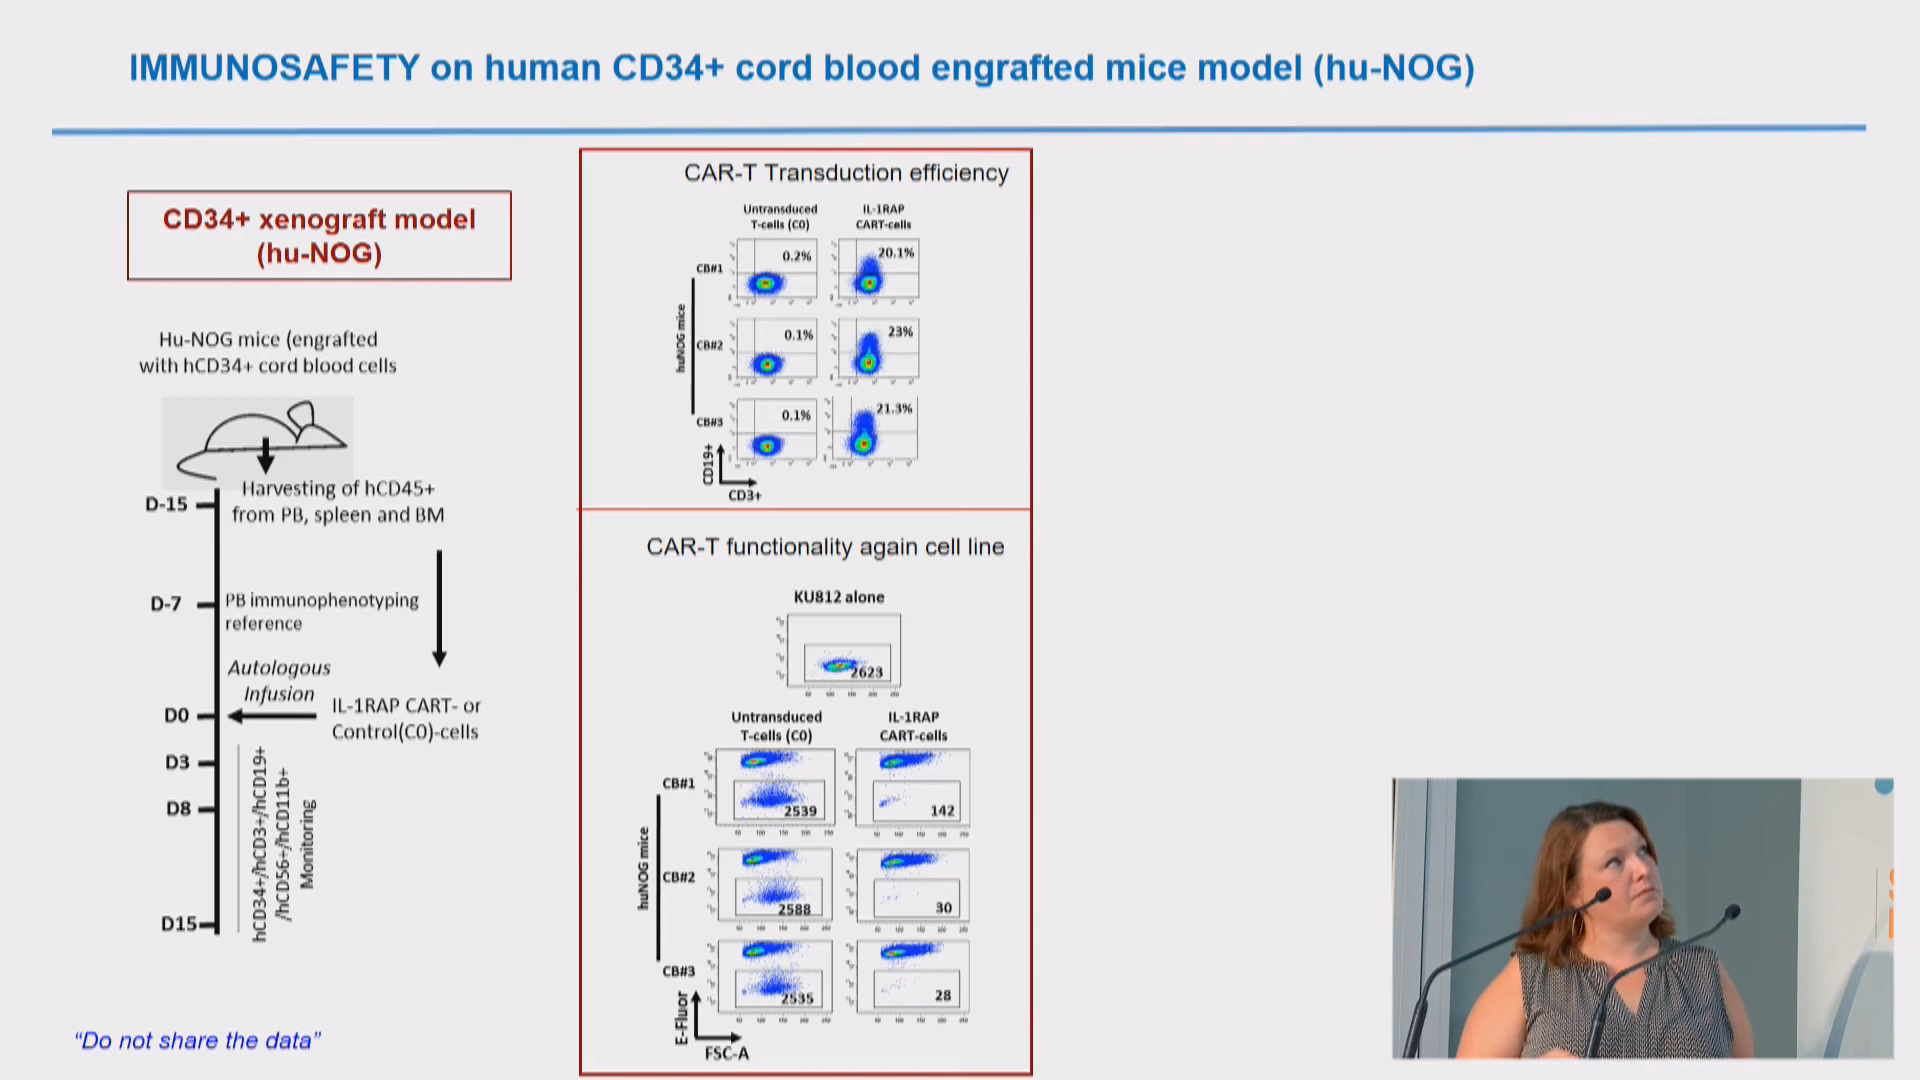 IMMUNOSAFETY on human CD34+ cord blood engrafted mice model (hu-NOG)
CD34+ xenograft model
(hu-NOG)
Hu-NOG mice (engrafted
with hCD34+ cord blood cells
D-15
Harvesting of hCD45+
from PB, spleen and BM
D-7
PB immunophenotyping
reference
Autologous
Infusion
D0
IL-1RAP CART- or
Control(C0)-cells
D3
D8
D15
hCD34+/hCD3+/hCD19+
/hCD56+/hCD11b+
Monitoring
"Do not share the data"
CAR-T Transduction efficiency
Untransduced
T-cells (C0)
IL-1RAP
CART-cells
huNOG mice
CB#1
0.2%
20.1%
CB#2
0.1%
23%
CB#3
0.1%
21.3%
CD19+
CD3+
CAR-T functionality again cell line
KU812 alone
2623
Untransduced
T-cells (C0)
IL-1RAP
CART-cells
huNOG mice
CB#1
2539
142
CB#2
2588
30
CB#3
2535
28
E-Fluor
FSC-A